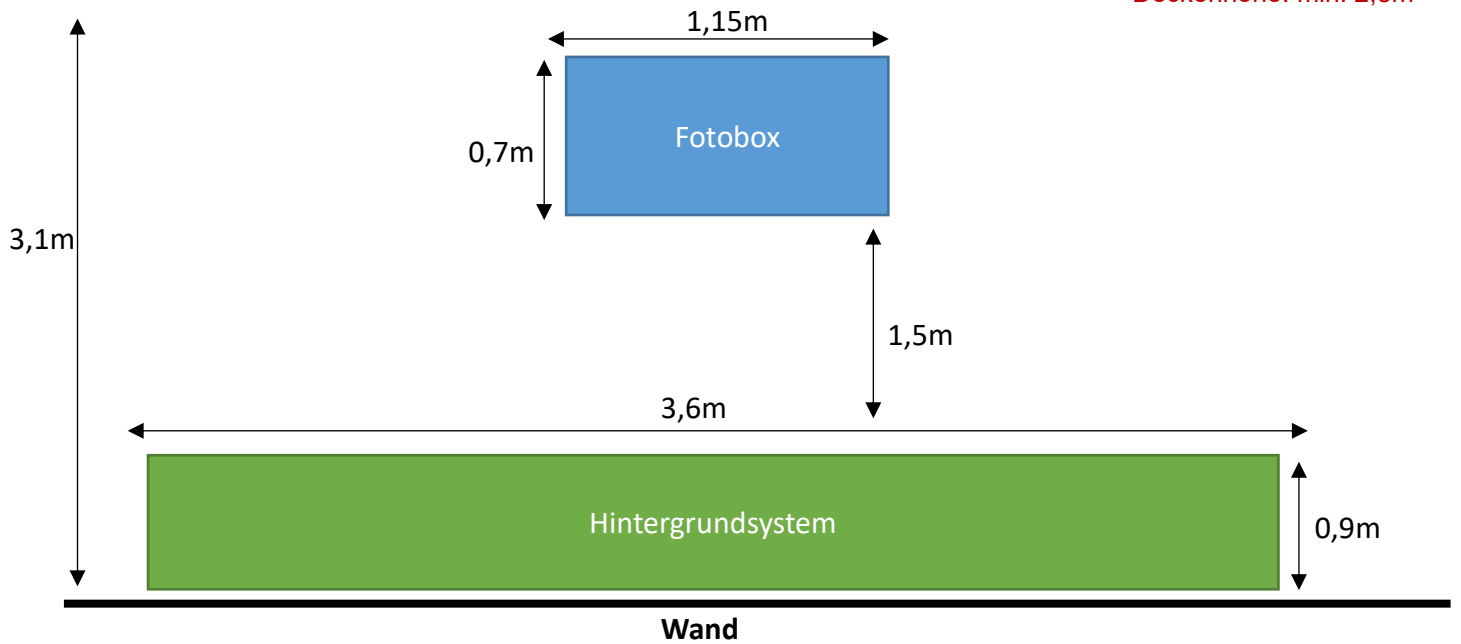 1,15m
Fotobox
0,7m
3,1m
1,5m
3,6m
Hintergrundsystem
0,9m
Wand